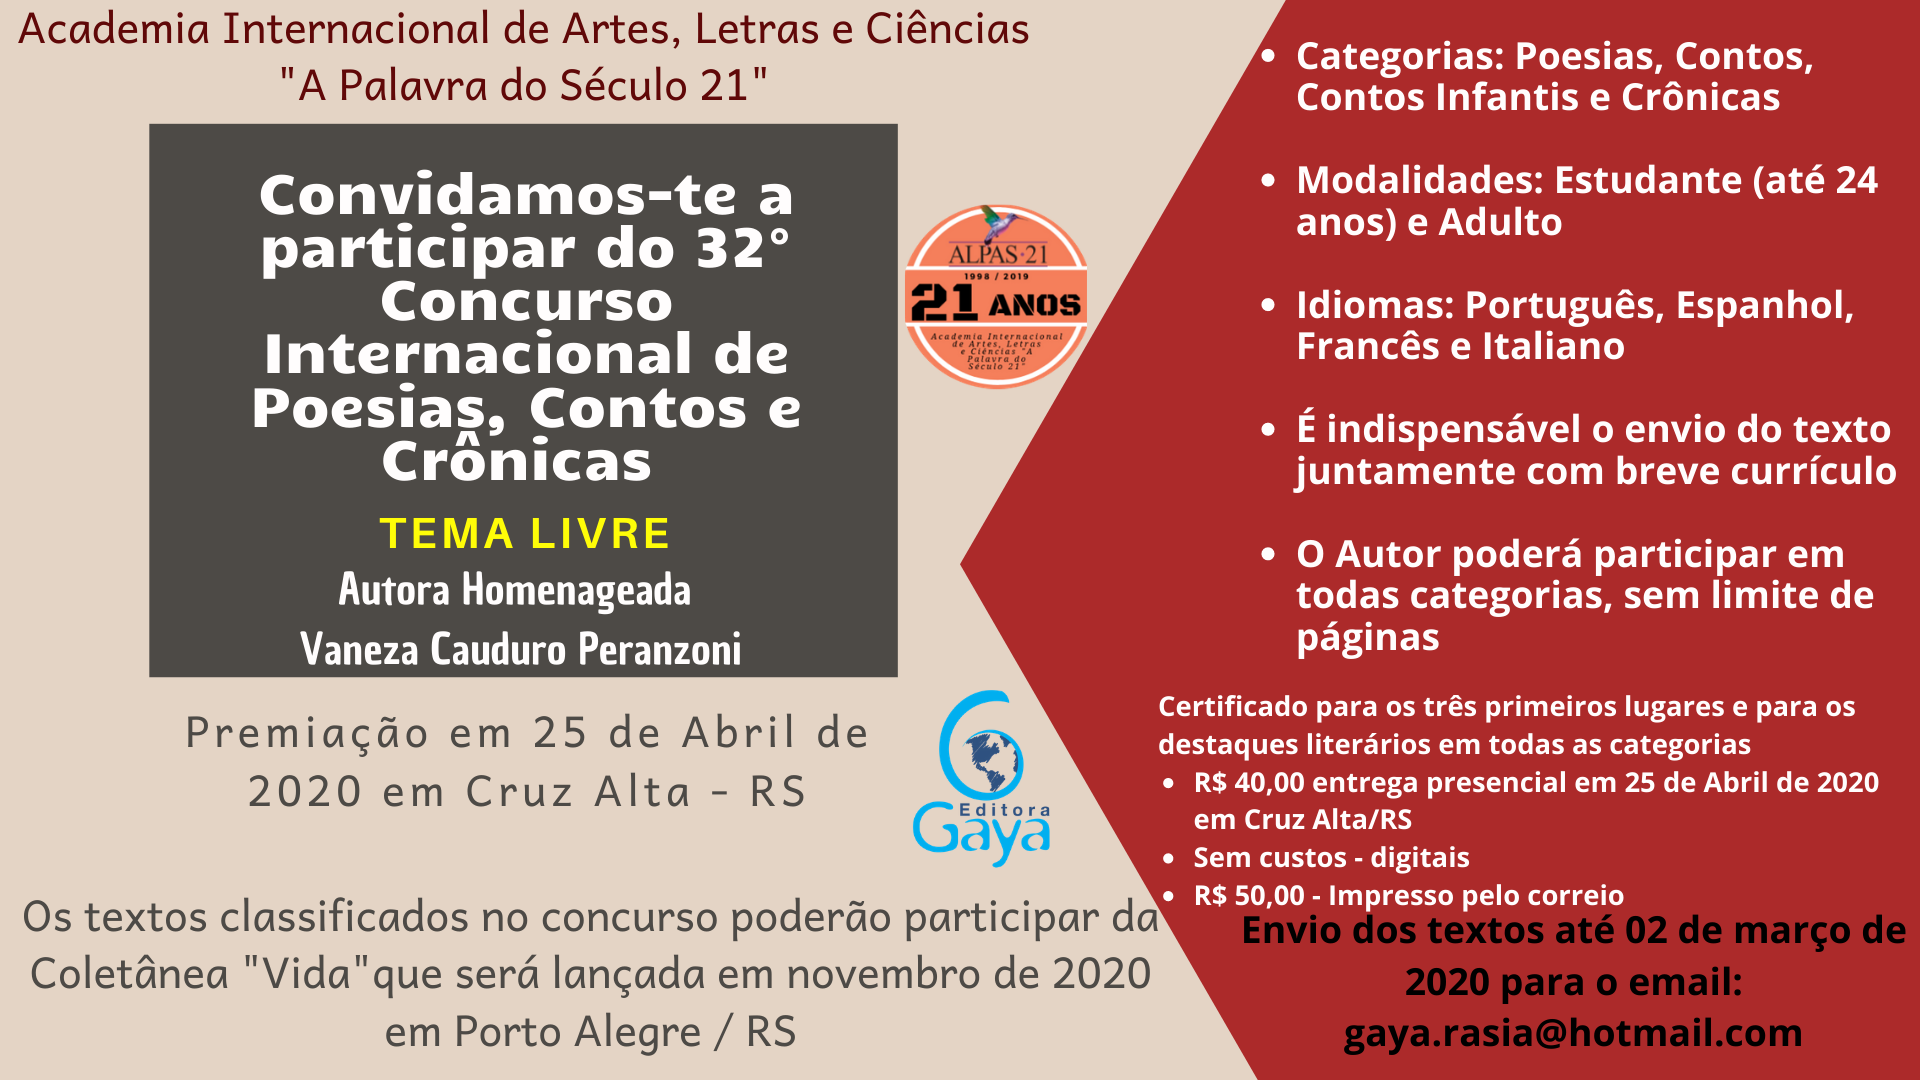 Academia Internacional de Artes, Letras e Ciências
"A Palavra do Século 21"
Convidamos-te a
participar do 32°
Concurso
Internacional de
Poesias, Contos e
Crônicas
TEMA LIVRE
Autora Homenageada
Vaneza Cauduro Peranzoni
ALPAS·21
1998 / 2019
21 ANOS
Academia Internacional
de Artes, Letras
e Ciências "A
Palavra do
Século 21"
Premiação em 25 de Abril de
2020 em Cruz Alta - RS
Editora
Gaya
Os textos classificados no concurso poderão participar da
Coletânea "Vida"que será lançada em novembro de 2020
em Porto Alegre / RS
• Categorias: Poesias, Contos,
Contos Infantis e Crônicas
• Modalidades: Estudante (até 24
anos) e Adulto
• Idiomas: Português, Espanhol,
Francês e Italiano
• É indispensável o envio do texto
juntamente com breve currículo
• O Autor poderá participar em
todas categorias, sem limite de
páginas
Certificado para os três primeiros lugares e para os
destaques literários em todas as categorias
• R$ 40,00 entrega presencial em 25 de Abril de 2020
em Cruz Alta/RS
• Sem custos - digitais
• R$ 50,00 - Impresso pelo correio
Envio dos textos até 02 de março de
2020 para o email:
gaya.rasia@hotmail.com